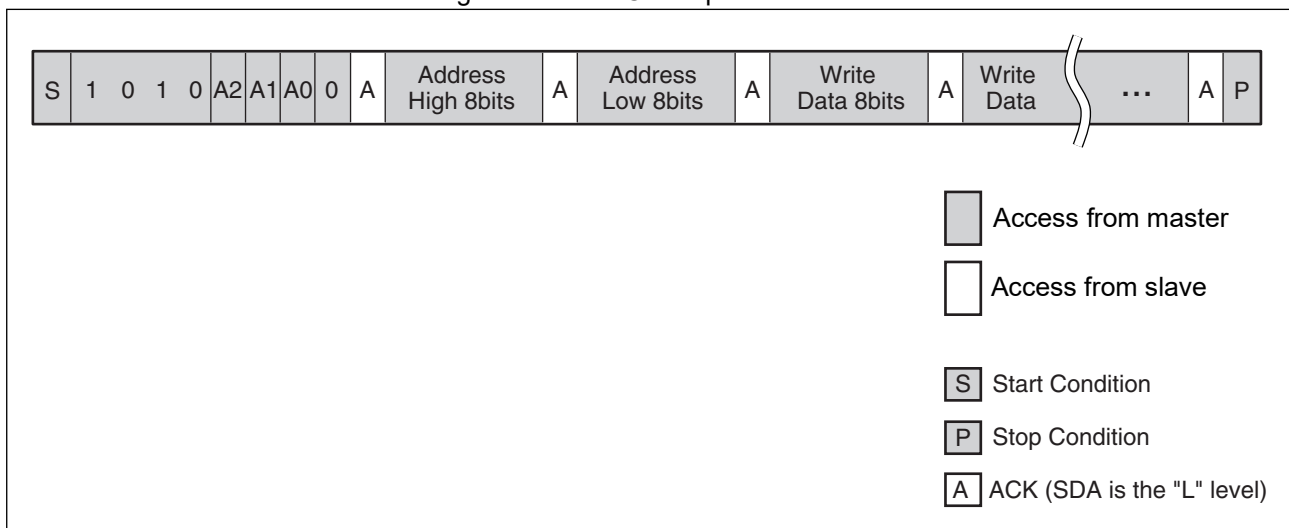 S 1 0 1 0 A2 A1 A0 0 A Address High 8bits A Address Low 8bits A Write Data 8bits A Write Data ... A P
Access from master
Access from slave
S Start Condition
P Stop Condition
A ACK (SDA is the "L" level)